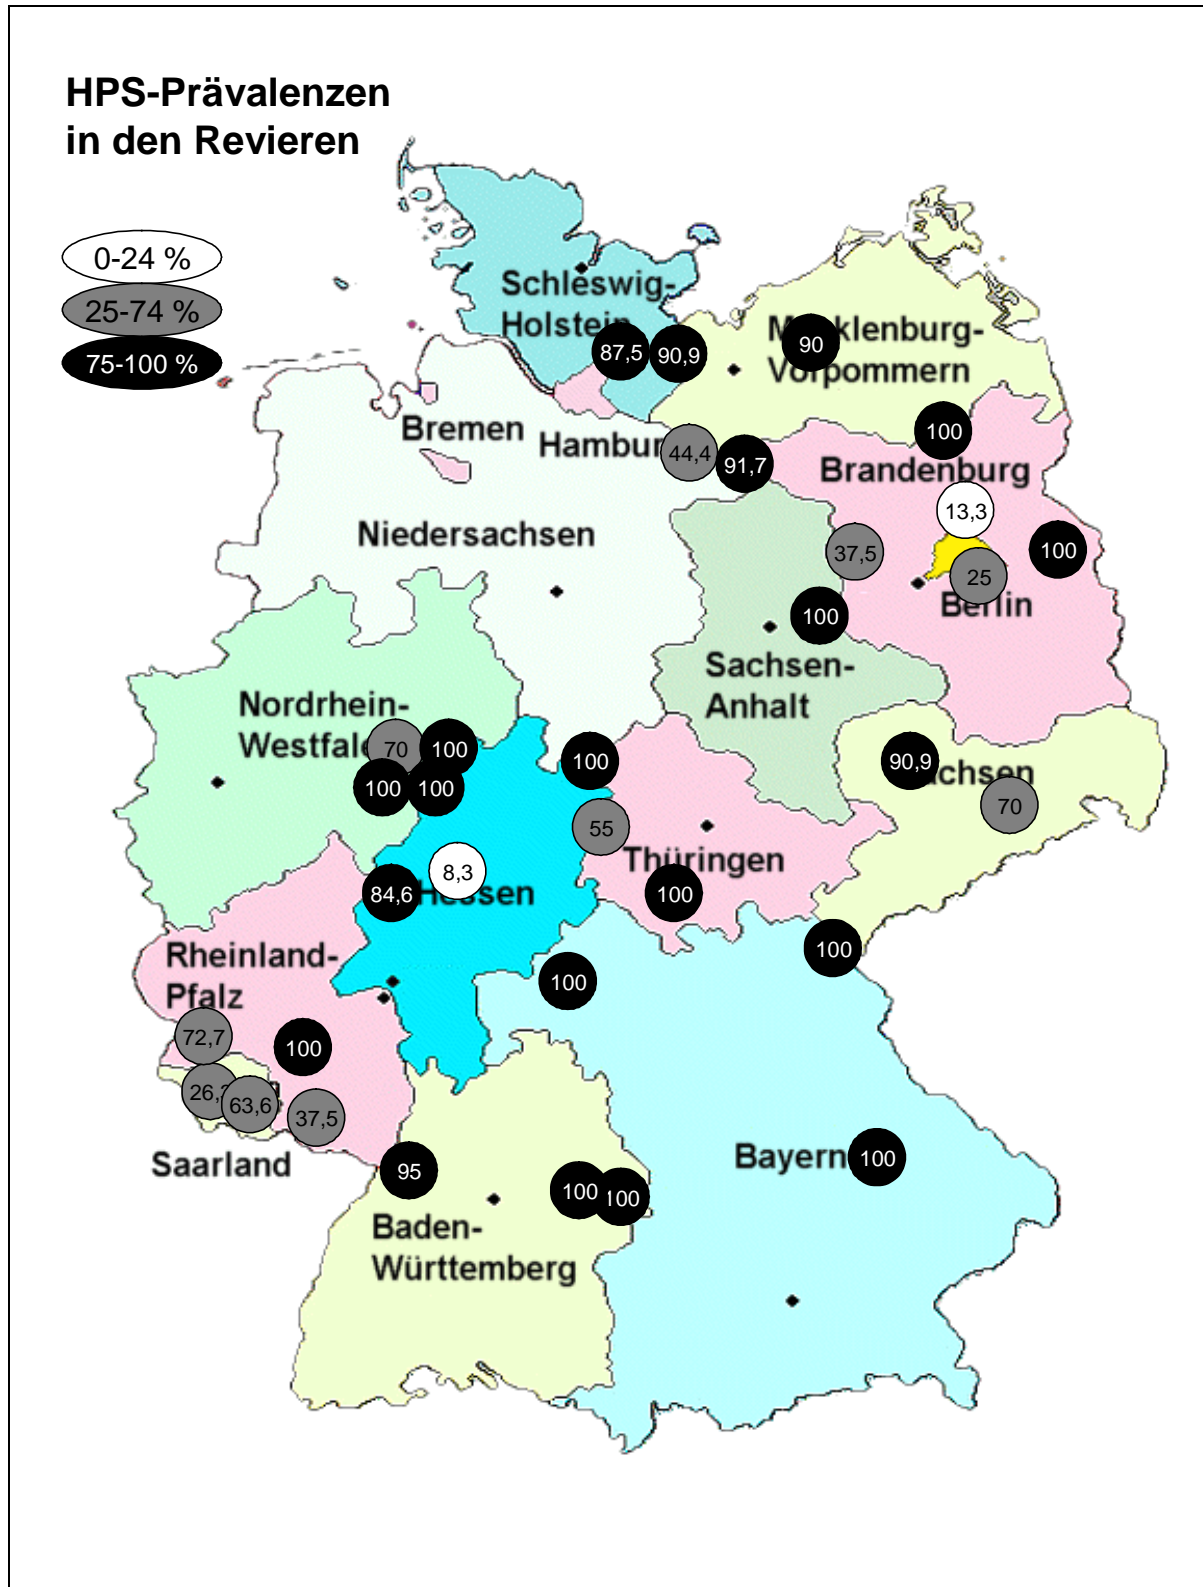 HPS-Prävalenzen
in den Revieren
0-24 %
25-74 %
75-100 %
Schleswig-
Holstein
87,5
90,9
Mecklenburg-
90
Vorpommern
Bremen
Hambur
44,4
91,7
100
Brandenburg
13,3
Niedersachsen
37,5
100
25
Berlin
100
Sachsen-
Anhalt
Nordrhein-
Westfale
70
100
100
100
100
90,9
achsen
70
55
Thüringen
8,3
84,6
Hessen
100
Rheinland-
Pfalz
100
100
72,7
100
63,6
37,5
Saarland
95
100
100
Bayern
100
Baden-
Württemberg